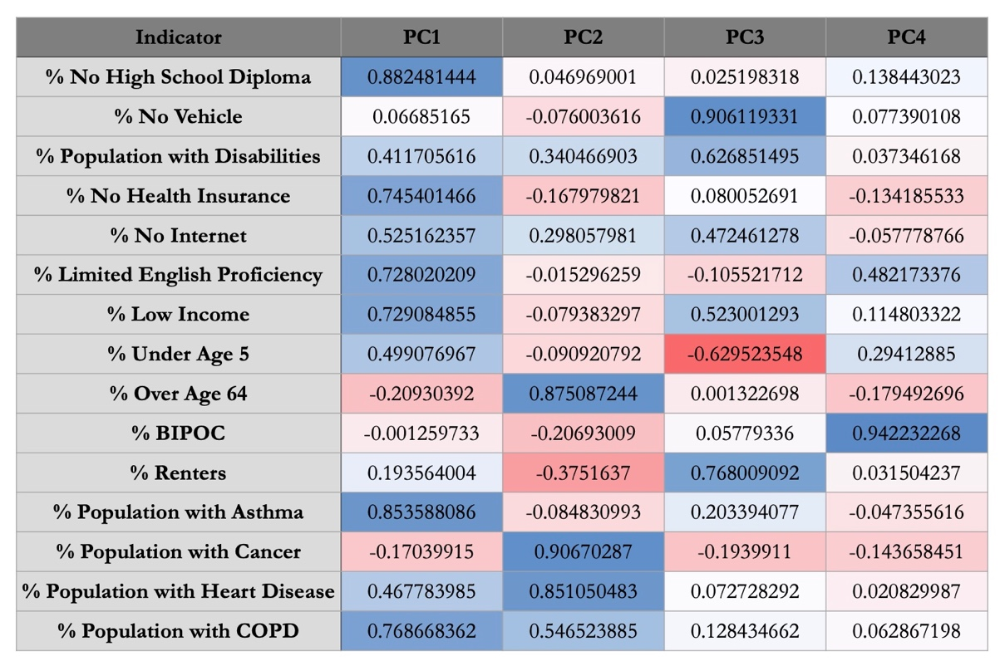 Indicator PC1 PC2 PC3 PC4
% No High School Diploma 0.882481444 0.046969001 0.025198318 0.138443023
% No Vehicle 0.06685165 -0.076003616 0.906119331 0.077390108
% Population with Disabilities 0.411705616 0.340466903 0.626851495 0.037346168
% No Health Insurance 0.745401466 -0.167979821 0.080052691 -0.134185533
% No Internet 0.525162357 0.298057981 0.472461278 -0.057778766
% Limited English Proficiency 0.728020209 -0.015296259 -0.105521712 0.482173376
% Low Income 0.729084855 -0.079383297 0.523001293 0.114803322
% Under Age 5 0.499076967 -0.090920792 -0.629523548 0.29412885
% Over Age 64 -0.20930392 0.875087244 0.001322698 -0.179492696
% BIPOC -0.001259733 -0.20693009 0.05779336 0.942232268
% Renters 0.193564004 -0.3751637 0.768009092 0.031504237
% Population with Asthma 0.853588086 -0.084830993 0.203394077 -0.047355616
% Population with Cancer -0.17039915 0.90670287 -0.1939911 -0.143658451
% Population with Heart Disease 0.467783985 0.851050483 0.072728292 0.020829987
% Population with COPD 0.768668362 0.546523885 0.128434662 0.062867198